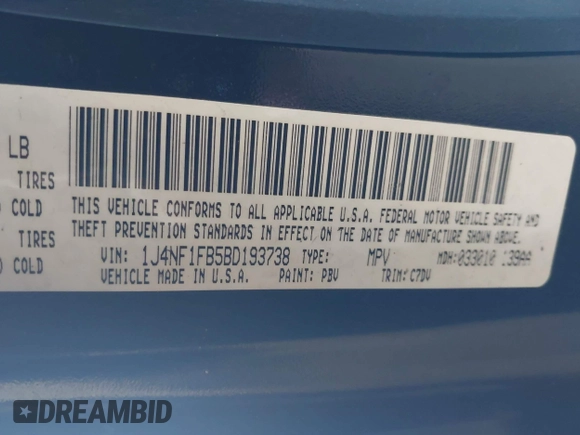 LB
TIRES
COLD
TIRES
COLD
THIS VEHICLE CONFORMS TO ALL APPLICABLE U.S.A. FEDERAL MOTOR VEHICLE SAFETY AND
THEFT PREVENTION STANDARDS IN EFFECT ON THE DATE OF MANUFACTURE SHOWN ABOVE.
VIN: 1J4NF1FB5BD193738 TYPE: MPV MDH: 033010
VEHICLE MADE IN U.S.A. PAINT: PBV TRIM: C7DV
DREAMBID